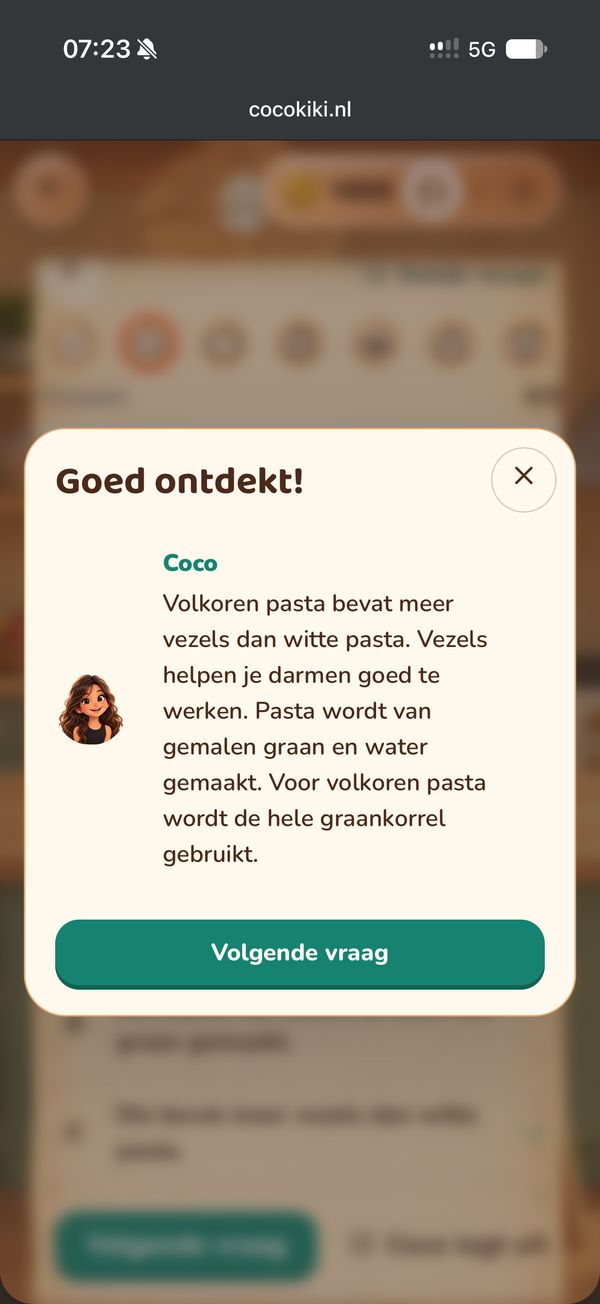 07:23
5G
cocokiki.nl
Goed ontdekt!
Coco
Volkoren pasta bevat meer
vezels dan witte pasta. Vezels
helpen je darmen goed te
werken. Pasta wordt van
gemalen graan en water
gemaakt. Voor volkoren pasta
wordt de hele graankorrel
gebruikt.
Volgende vraag
Volgende vraag